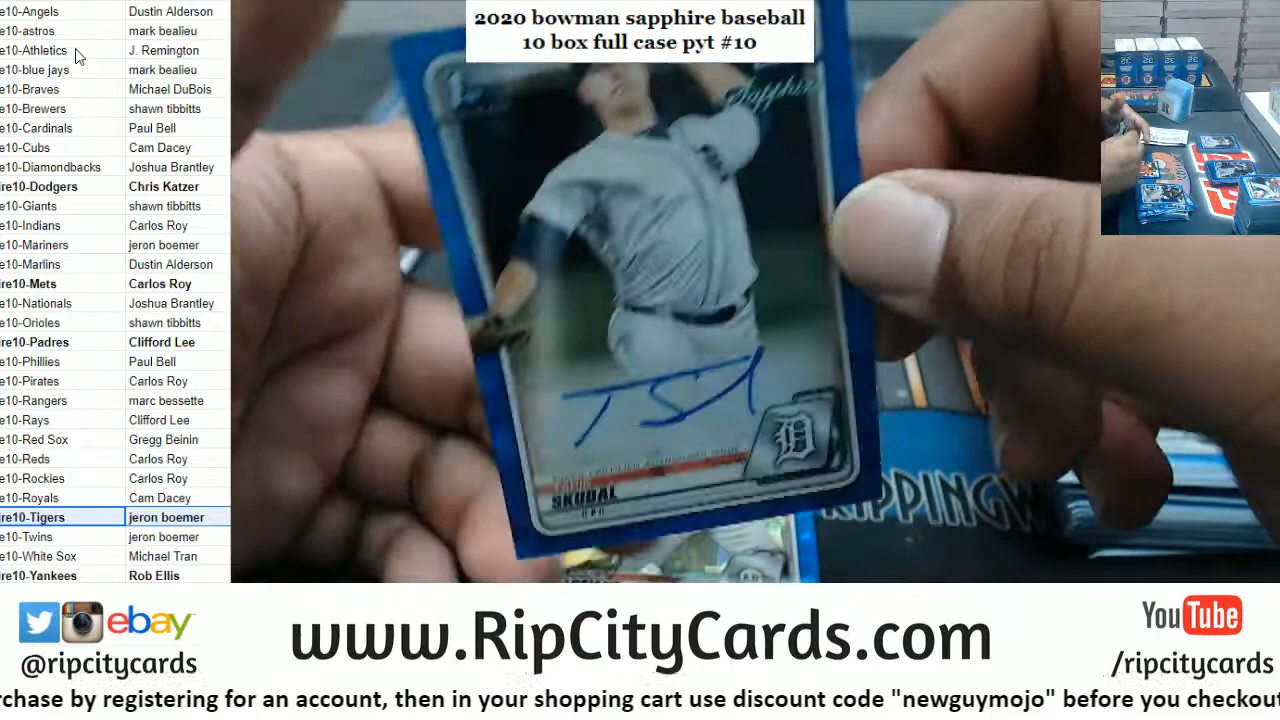 2020 bowman sapphire baseball
10 box full case pyt #10
e10-Angels Dustin Alderson
e10-astros mark bealieu
e10-Athletics J. Remington
e10-blue jays mark bealieu
e10-Braves Michael DuBois
e10-Brewers shawn tibbitts
e10-Cardinals Paul Bell
e10-Cubs Cam Dacey
e10-Diamondbacks Joshua Brantley
ire10-Dodgers Chris Katzer
e10-Giants shawn tibbitts
e10-Indians Carlos Roy
e10-Mariners jeron boemer
e10-Marlins Dustin Alderson
ire10-Mets Carlos Roy
e10-Nationals Joshua Brantley
e10-Orioles shawn tibbitts
ire10-Padres Clifford Lee
e10-Phillies Paul Bell
e10-Pirates Carlos Roy
e10-Rangers marc bessette
e10-Rays Clifford Lee
e10-Red Sox Gregg Beinin
e10-Reds Carlos Roy
e10-Rockies Carlos Roy
e10-Royals Cam Dacey
ire10-Tigers jeron boemer
e10-Twins jeron boemer
e10-White Sox Michael Tran
ire10-Yankees Rob Ellis
Sapphire
SKUBAL
RIPPINGW
ebay
@ripcitycards
www.RipCityCards.com
YouTube
/ripcitycards
rchase by registering for an account, then in your shopping cart use discount code "newguymojo" before you checkout